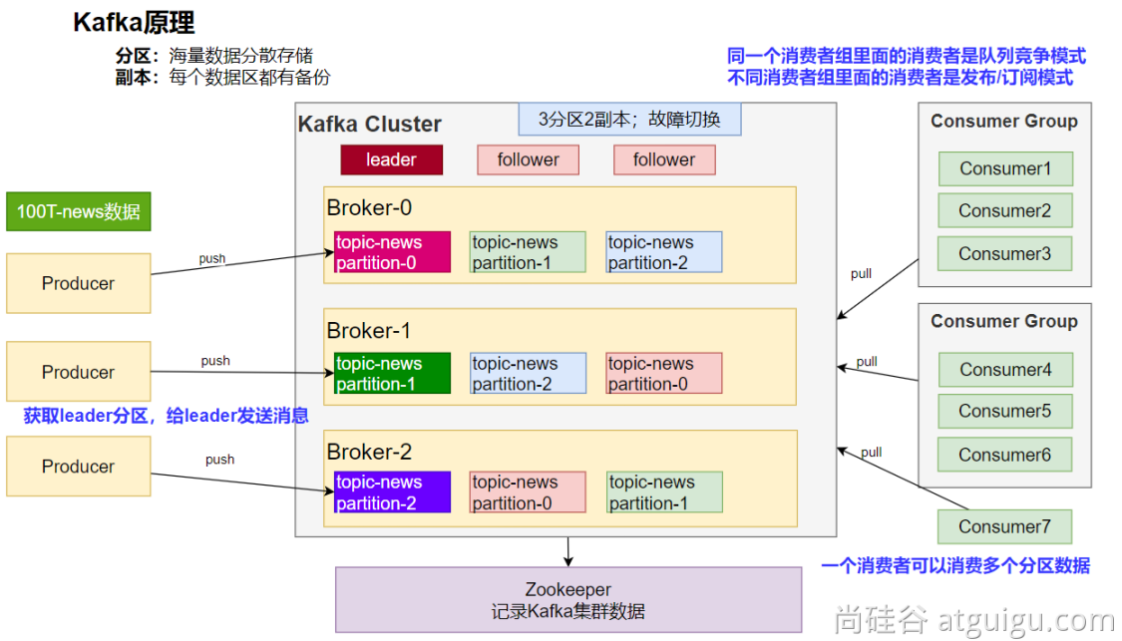 Kafka原理
分区：海量数据分散存储
副本：每个数据区都有备份
同一个消费者组里面的消费者是队列竞争模式
不同消费者组里面的消费者是发布/订阅模式
Kafka Cluster
3分区2副本；故障切换
leader
follower
follower
100T-news数据
Producer
push
Producer
push
获取leader分区，给leader发送消息
Producer
push
Broker-0
topic-news
partition-0
topic-news
partition-1
topic-news
partition-2
Broker-1
topic-news
partition-1
topic-news
partition-2
topic-news
partition-0
Broker-2
topic-news
partition-2
topic-news
partition-0
topic-news
partition-1
Consumer Group
Consumer1
Consumer2
Consumer3
pull
Consumer Group
Consumer4
Consumer5
Consumer6
pull
pull
Consumer7
一个消费者可以消费多个分区数据
Zookeeper
记录Kafka集群数据
尚硅谷 atguigu.com